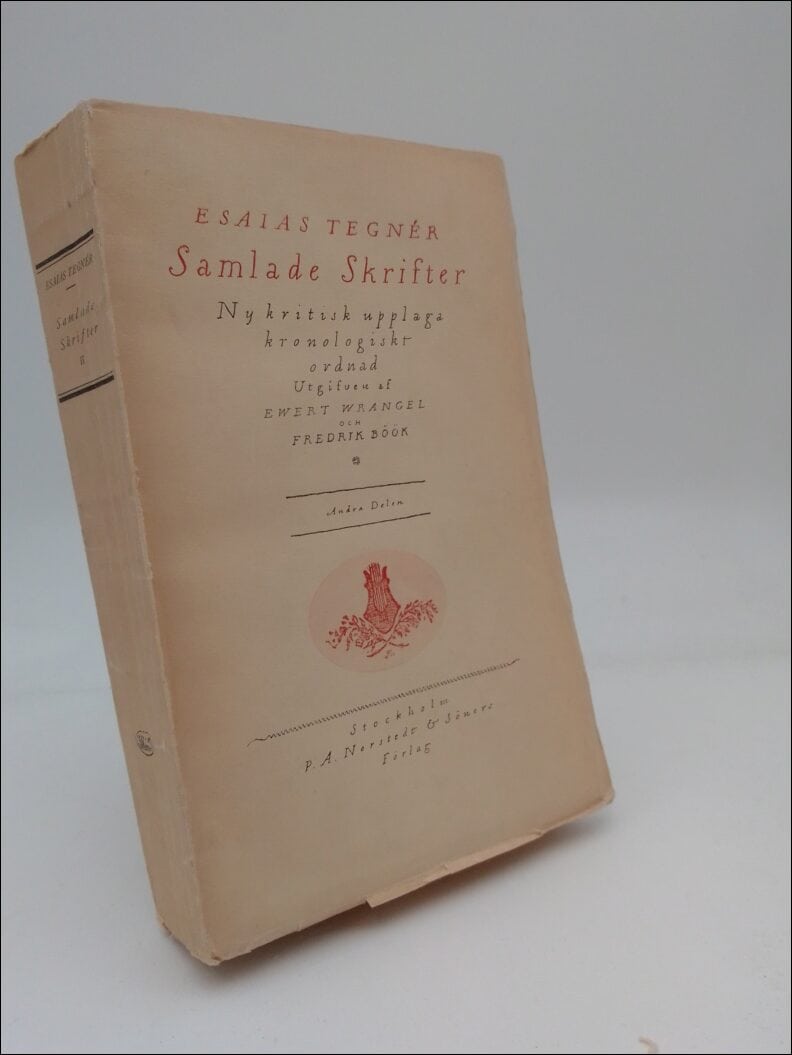 ESAIAS TEGNÉR
Samlade Skrifter
Ny kritisk upplaga
kronologiskt
ordnad
Utgifven af
EWERT WRANGEL
OCH
FREDRIK BÖÖK
Andra Delen
Stockholm
P. A. Norstedt & Söners
Förlag
ESAIAS TEGNÉR
Samlade
Skrifter
II